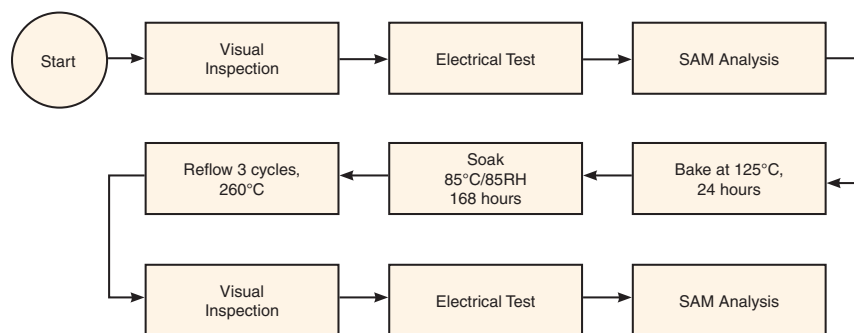 Start
Visual
Inspection
Electrical Test
SAM Analysis
Reflow 3 cycles,
260°C
Soak
85°C/85RH
168 hours
Bake at 125°C,
24 hours
Visual
Inspection
Electrical Test
SAM Analysis